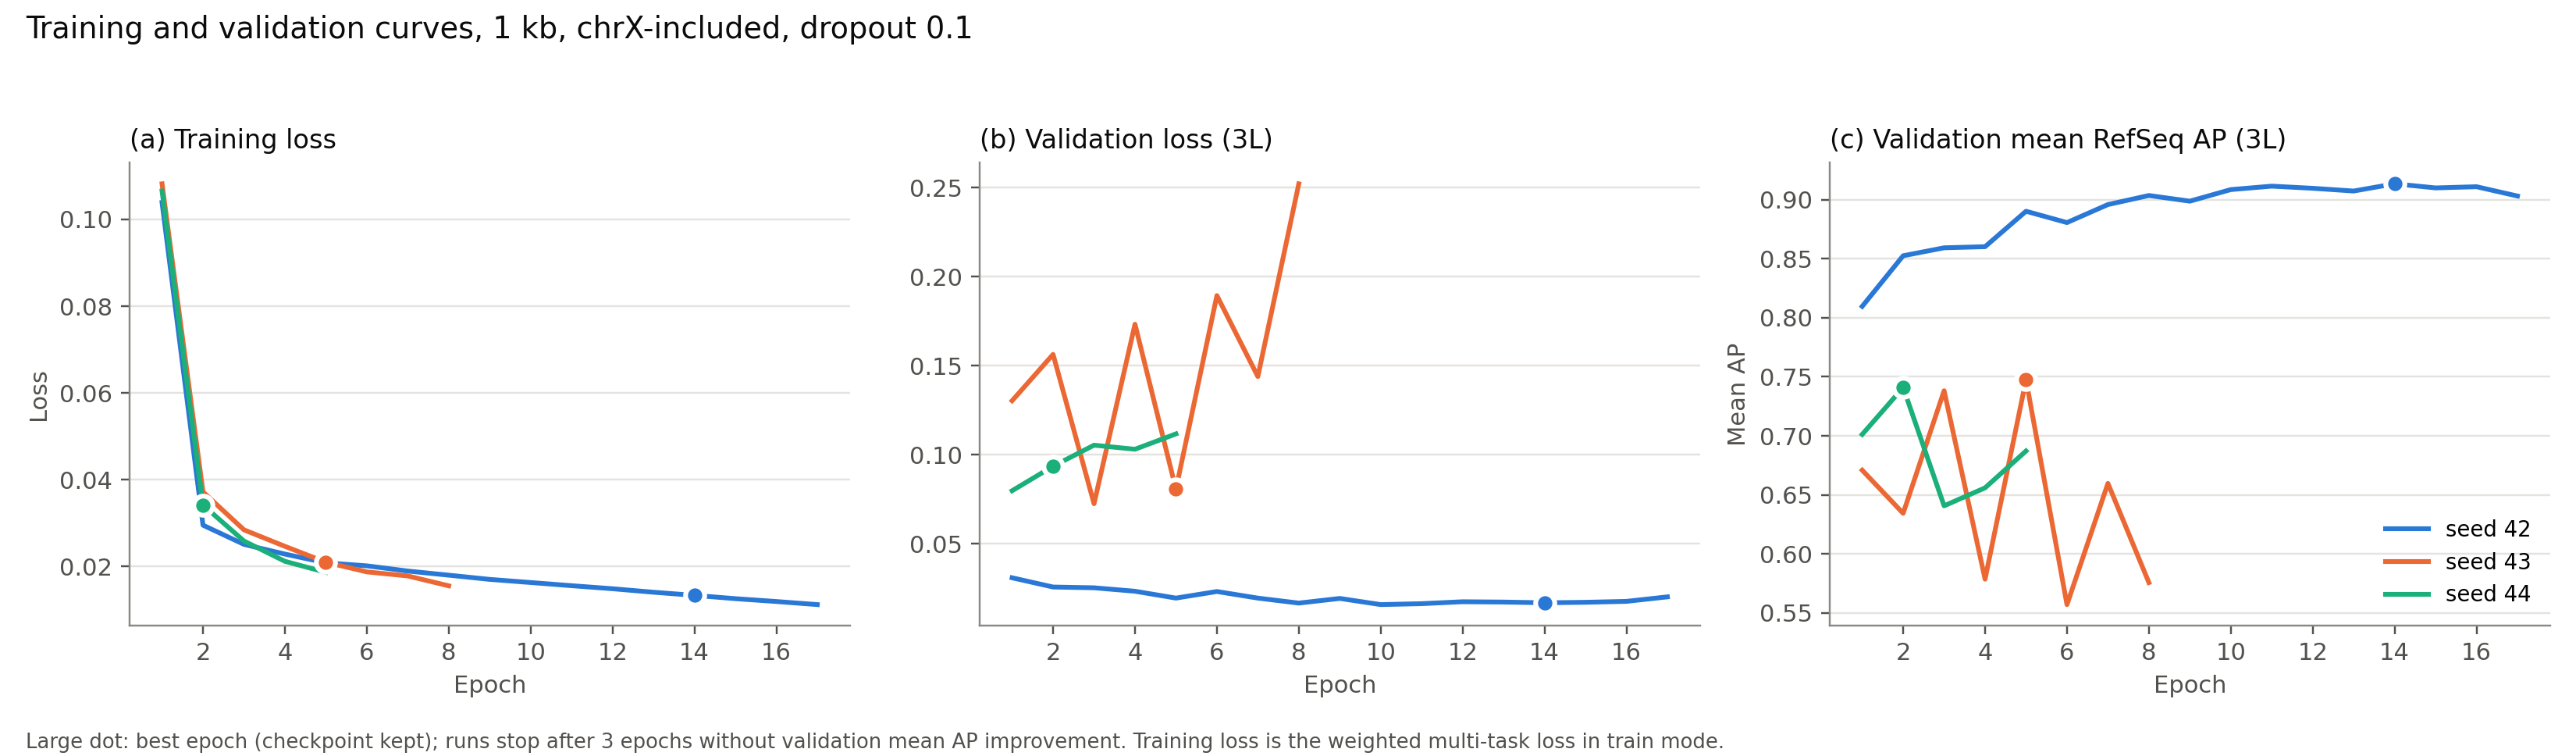 Training and validation curves, 1 kb, chrX-included, dropout 0.1
(a) Training loss
Loss
0.10
0.08
0.06
0.04
0.02
2 4 6 8 10 12 14 16
Epoch
(b) Validation loss (3L)
0.25
0.20
0.15
0.10
0.05
2 4 6 8 10 12 14 16
Epoch
(c) Validation mean RefSeq AP (3L)
Mean AP
0.90
0.85
0.80
0.75
0.70
0.65
0.60
0.55
2 4 6 8 10 12 14 16
Epoch
seed 42
seed 43
seed 44
Large dot: best epoch (checkpoint kept); runs stop after 3 epochs without validation mean AP improvement. Training loss is the weighted multi-task loss in train mode.